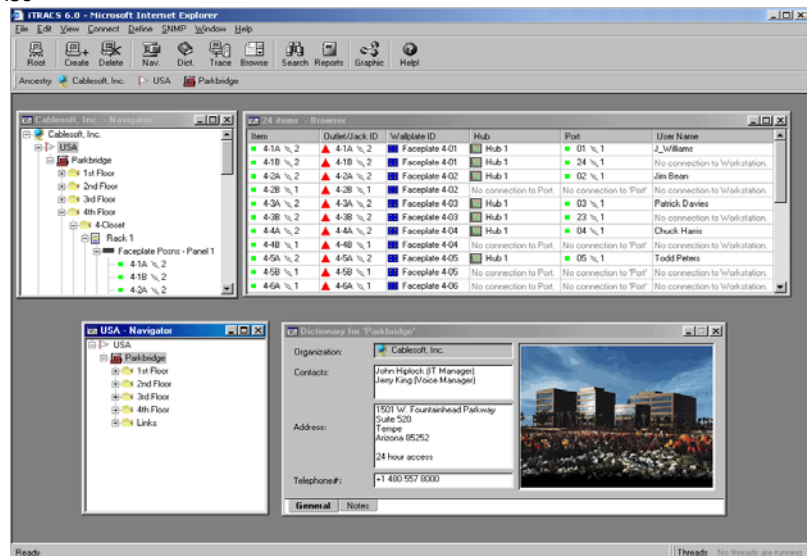 iTRACS 6.0 - Microsoft Internet Explorer
File Edit View Connect Define SNMP Window Help
Root Create Delete Nav. Dict. Trace Browse Search Reports Graphic Help!
Ancestry Cablesoft, Inc. USA Parkbridge
Cablesoft, Inc. - Navigator
Cablesoft, Inc.
USA
Parkbridge
1st Floor
2nd Floor
3rd Floor
4th Floor
4-Closet
Rack 1
Faceplate Posns - Panel 1
4-1A 2
4-1B 2
4-2A 2
24 items - Browser
Item Outlet/Jack ID Wallplate ID Hub Port User Name
4-1A 2 4-1A 2 Faceplate 4-01 Hub 1 01 1 J_Williams
4-1B 2 4-1B 2 Faceplate 4-01 Hub 1 24 1 No connection to Workstation.
4-2A 2 4-2A 2 Faceplate 4-02 Hub 1 02 1 Jim Bean
4-2B 1 4-2B 1 Faceplate 4-02 No connection to Port. No connection to 'Port' No connection to Workstation.
4-3A 2 4-3A 2 Faceplate 4-03 Hub 1 03 1 Patrick Davies
4-3B 2 4-3B 2 Faceplate 4-03 Hub 1 23 1 No connection to Workstation.
4-4A 2 4-4A 2 Faceplate 4-04 Hub 1 04 1 Chuck Harris
4-4B 1 4-4B 1 Faceplate 4-04 No connection to Port. No connection to 'Port' No connection to Workstation.
4-5A 2 4-5A 2 Faceplate 4-05 Hub 1 05 1 Todd Peters
4-5B 1 4-5B 1 Faceplate 4-05 No connection to Port. No connection to 'Port' No connection to Workstation.
4-6A 1 4-6A 1 Faceplate 4-06 No connection to Port. No connection to 'Port' No connection to Workstation.
USA - Navigator
USA
Parkbridge
1st Floor
2nd Floor
3rd Floor
4th Floor
Links
Dictionary for 'Parkbridge'
Organization: Cablesoft, Inc.
Contacts: John Hiplock (IT Manager)
Jerry King (Voice Manager)
Address: 1501 W. Fountainhead Parkway
Suite 520
Tempe
Arizona 85252
24 hour access
Telephone#: +1 480 557 8000
General Notes
Ready Threads No threads are running